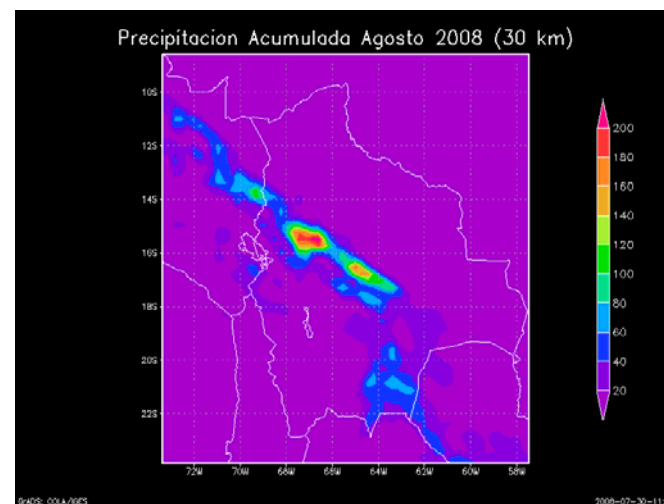 Precipitacion Acumulada Agosto 2008 (30 km)
10S
12S
14S
16S
18S
20S
22S
72W 70W 68W 66W 64W 62W 60W 58W
200
180
160
140
120
100
80
60
40
20
GrADS: COLA/IGES